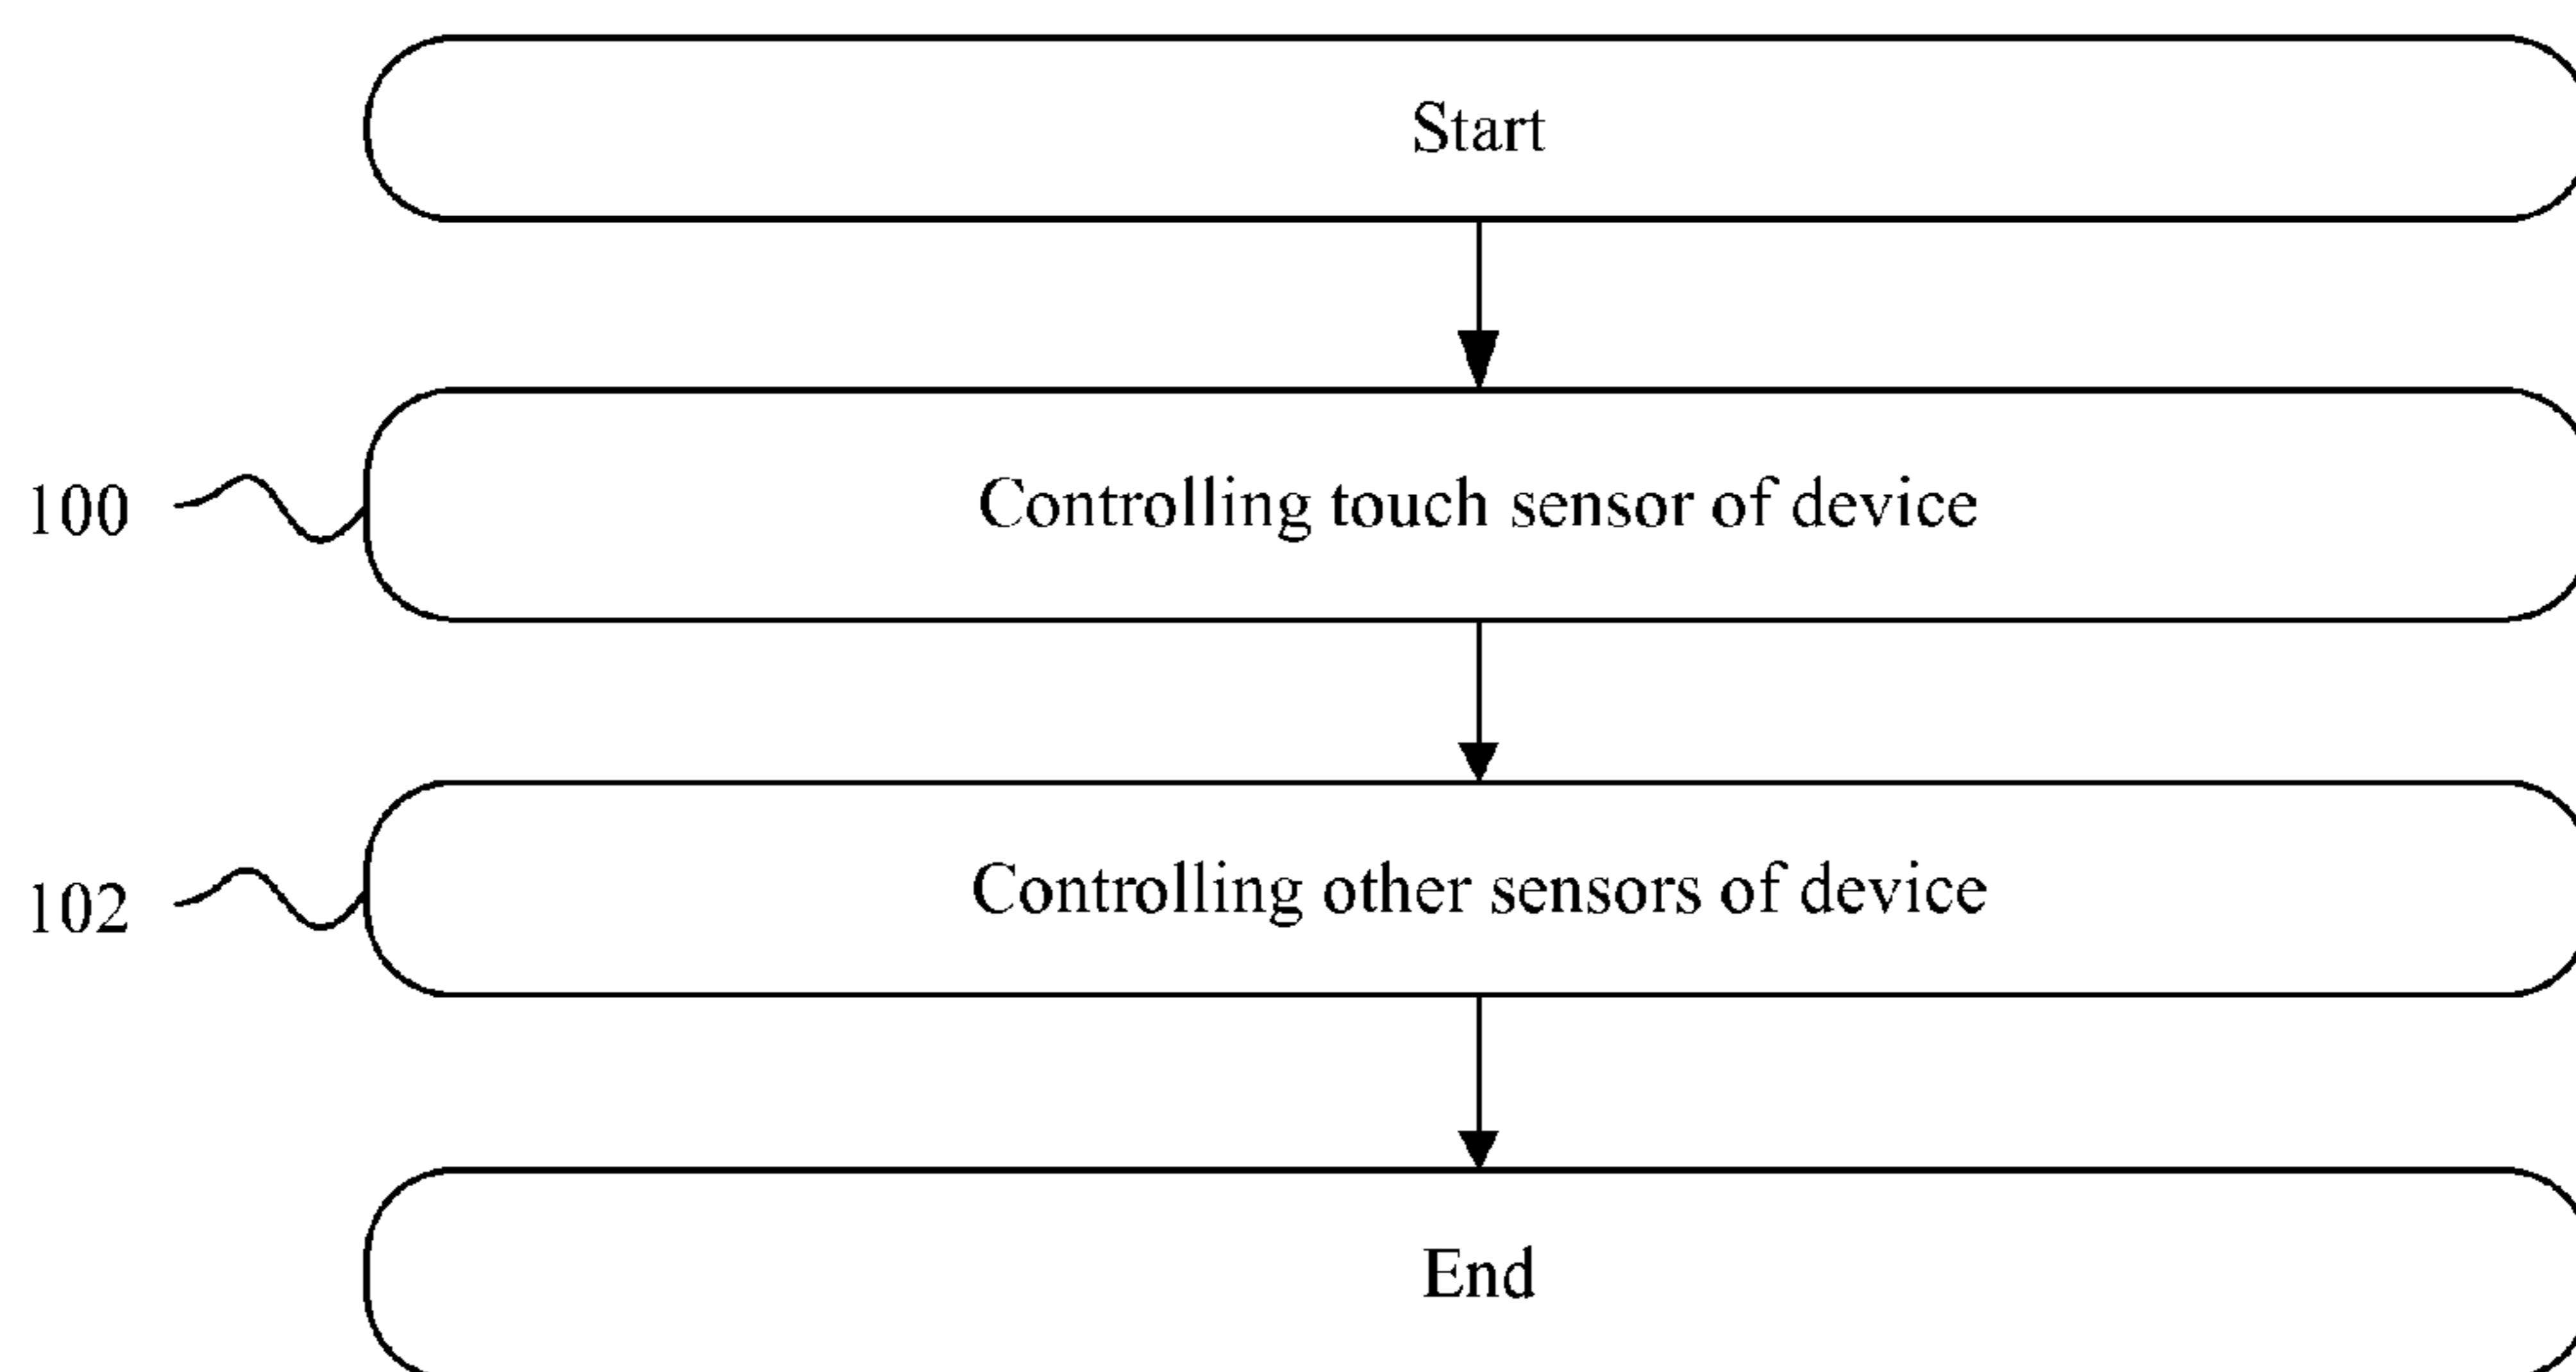 Start
100
Controlling touch sensor of device
102
Controlling other sensors of device
End